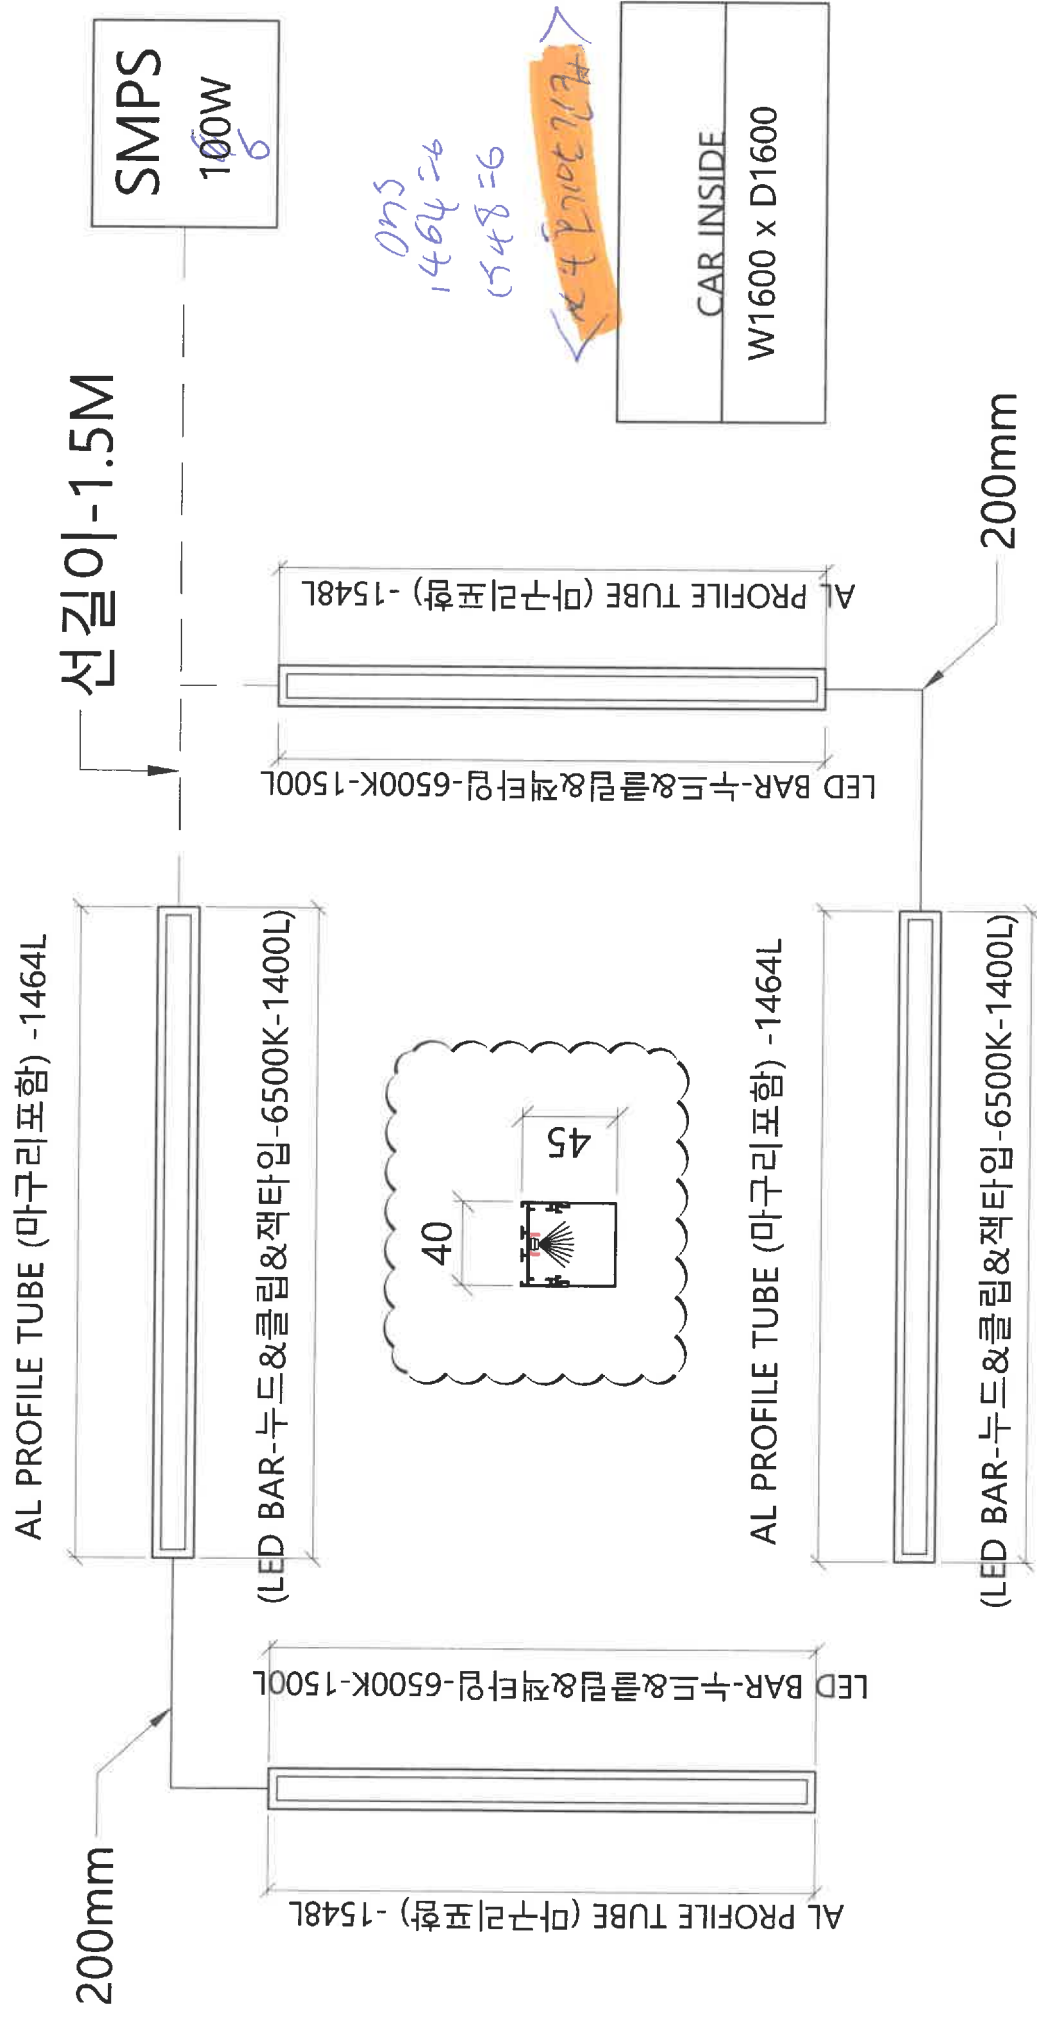 AL PROFILE TUBE (마구리포함) -1464L
(LED BAR-누드&클립&잭타입-6500K-1400L)
선길이-1.5M
SMPS
100W
6
200mm
AL PROFILE TUBE (마구리포함) -1548L
LED BAR-누드&클립&잭타입-6500K-1500L
40
45
LED BAR-누드&클립&잭타입-6500K-1500L
AL PROFILE TUBE (마구리포함) -1548L
1464=6
1548=6
CAR INSIDE
W1600 x D1600
AL PROFILE TUBE (마구리포함) -1464L
(LED BAR-누드&클립&잭타입-6500K-1400L)
200mm